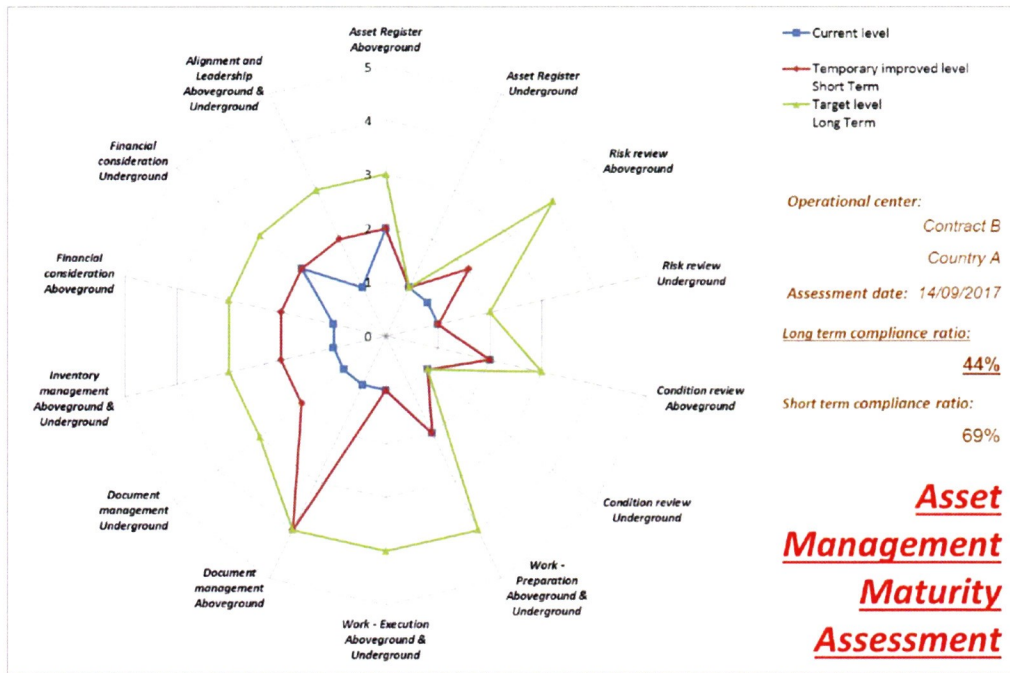 Asset Register
Aboveground
Asset Register
Underground
Risk review
Aboveground
Risk review
Underground
Condition review
Aboveground
Condition review
Underground
Work -
Preparation
Aboveground &
Underground
Work - Execution
Aboveground &
Underground
Document
management
Aboveground
Document
management
Underground
Inventory
management
Aboveground &
Underground
Financial
consideration
Aboveground
Financial
consideration
Underground
Alignment and
Leadership
Aboveground &
Underground
5
4
3
2
1
0
Current level
Temporary improved level
Short Term
Target level
Long Term
Operational center:
Contract B
Country A
Assessment date: 14/09/2017
Long term compliance ratio:
44%
Short term compliance ratio:
69%
Asset
Management
Maturity
Assessment